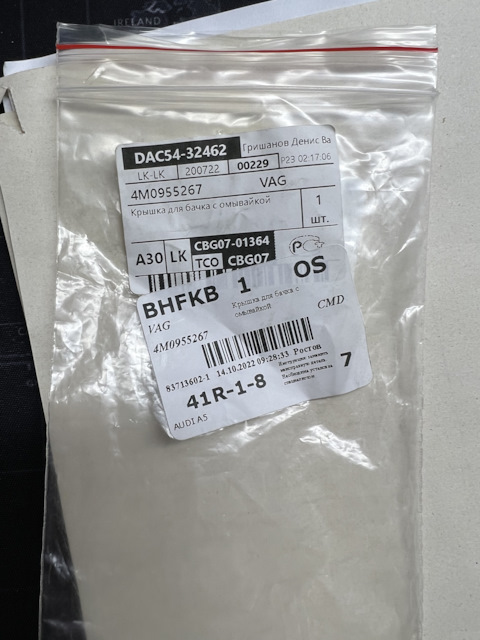 IRELAND
DAC54-32462 Гришанов Денис Ва
LK-LK 200722 00229 P23 02.17.06
4M0955267 VAG
Крышка для бачка с омывайкой 1
шт.
A30 LK CBG07-01364
TCO CBG07
BHFKB 1 OS
VAG Крышка для бачка с
омывайкой CMD
4M0955267
83713602-1 14.10.2022 09:28:33 Ростов
41R-1-8 7
AUDI A5